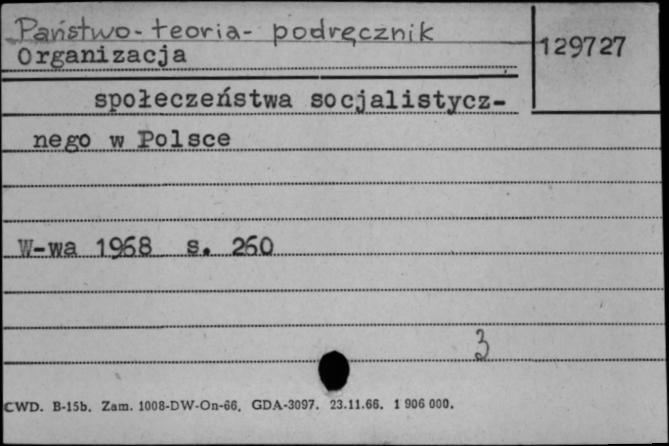 Państwo - teoria - podręcznik
129727
Organizacja
społeczeństwa socjalistycz-
nego w Polsce
W-wa 1968 s. 260
3
CWD. B-15b. Zam. 1008-DW-On-66. GDA-3097. 23.11.66. 1 906 000.